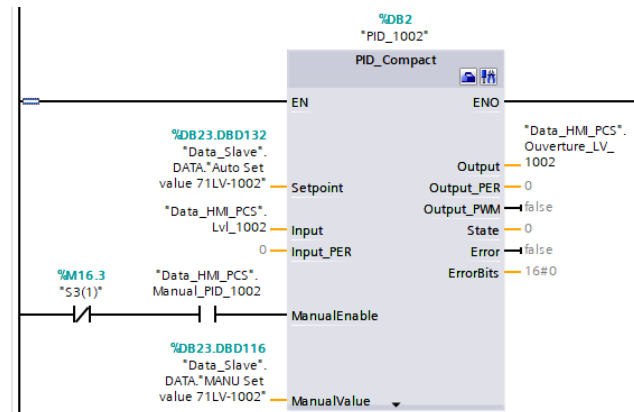 %DB2
"PID_1002"
PID_Compact
EN
ENO
%DB23.DBD132
"Data_Slave".
DATA."Auto Set
value 71LV-1002"
Setpoint
"Data_HMI_PCS".
Lvl_1002
Input
0
Input_PER
%M16.3
"S3(1)"
"Data_HMI_PCS".
Manual_PID_1002
ManualEnable
%DB23.DBD116
"Data_Slave".
DATA."MANU Set
value 71LV-1002"
ManualValue
"Data_HMI_PCS".
Ouverture_LV_
1002
Output
Output_PER
0
Output_PWM
false
State
0
Error
false
ErrorBits
16#0